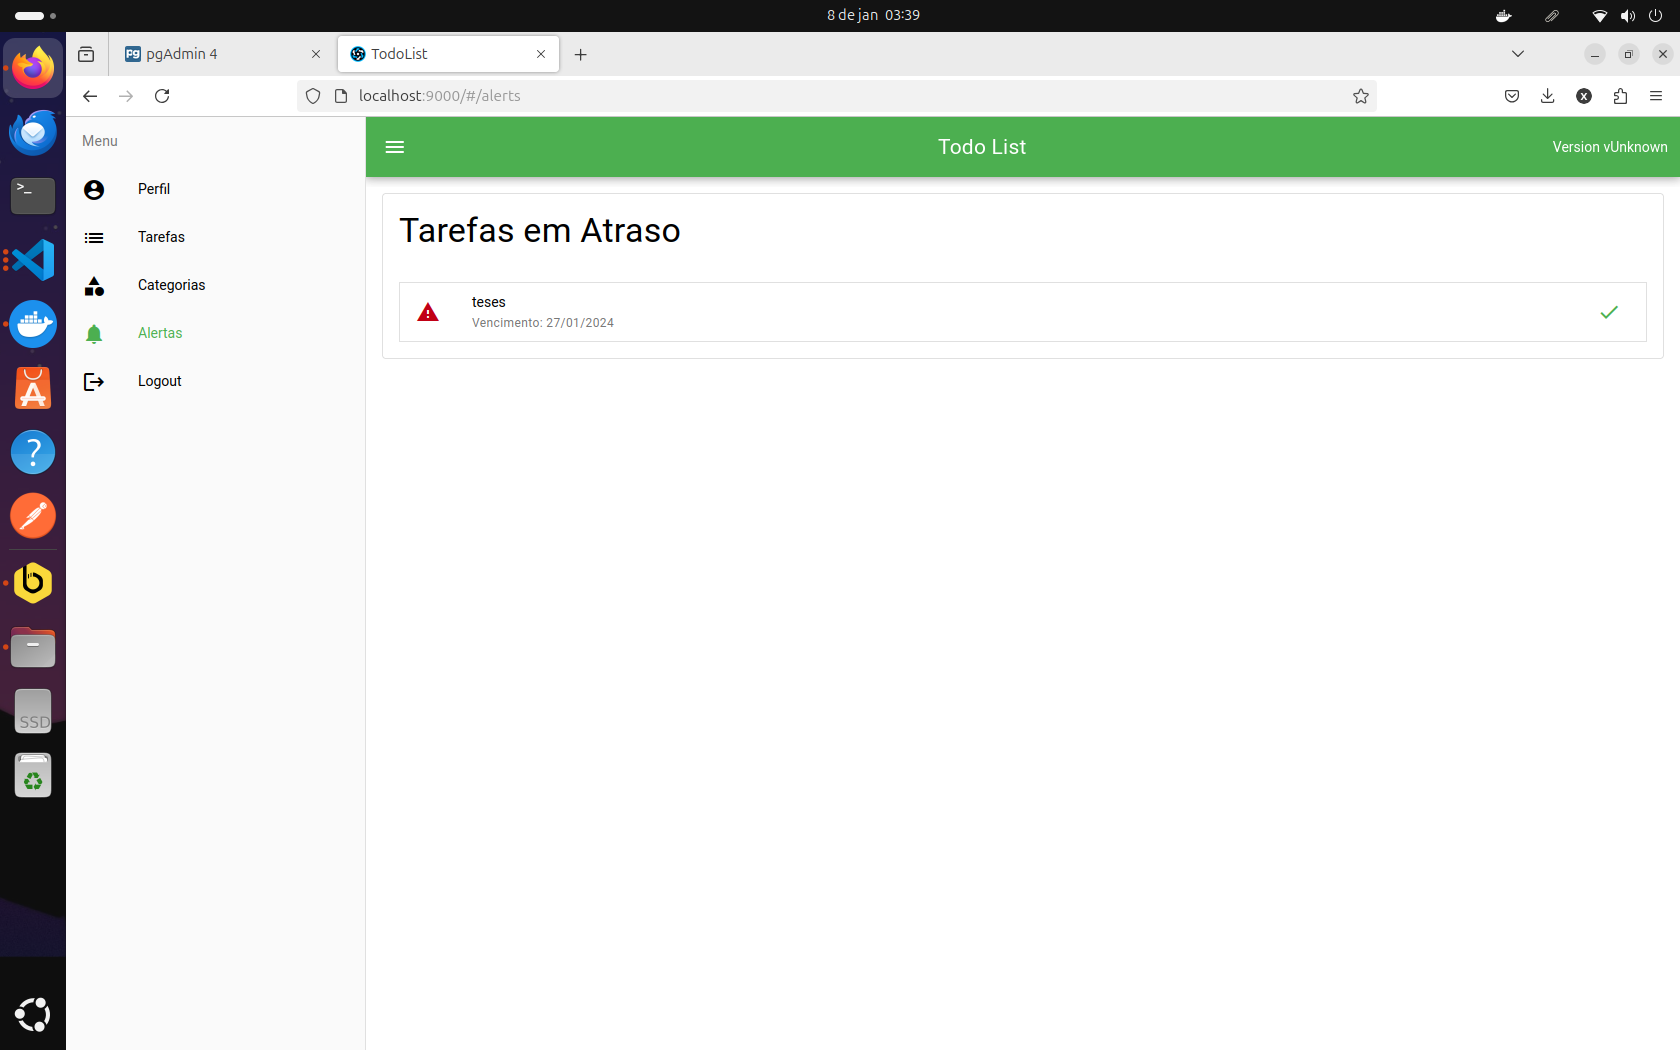 8 de jan 03:39
pgAdmin 4
TodoList
localhost:9000/#/alerts
Menu
Perfil
Tarefas
Categorias
Alertas
Logout
Todo List
Version vUnknown
Tarefas em Atraso
teses
Vencimento: 27/01/2024
SSD